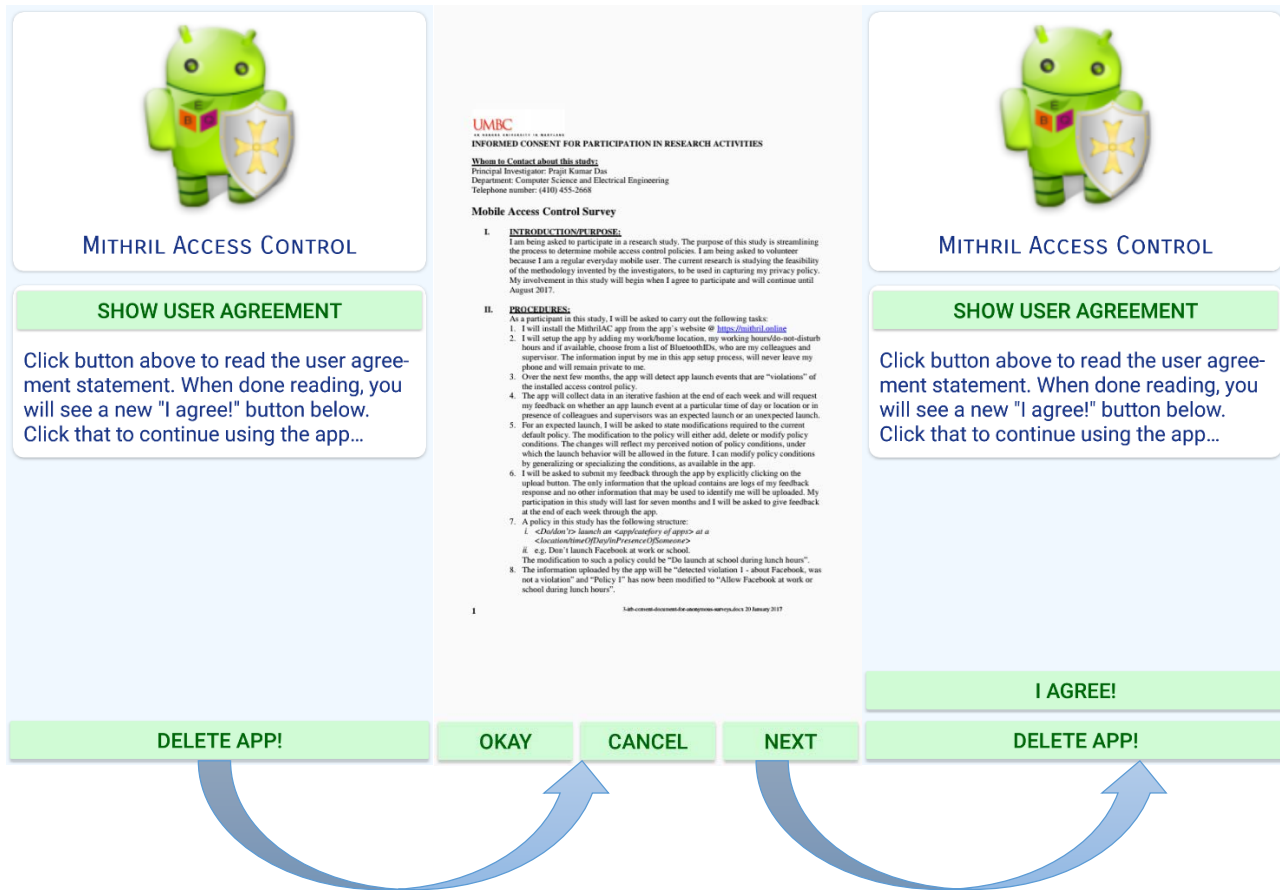 MITHRIL ACCESS CONTROL
SHOW USER AGREEMENT
Click button above to read the user agree-
ment statement. When done reading, you
will see a new "I agree!" button below.
Click that to continue using the app...
DELETE APP!
UMBC
AN HONORS UNIVERSITY IN MARYLAND
INFORMED CONSENT FOR PARTICIPATION IN RESEARCH ACTIVITIES
Whom to Contact about this study:
Principal Investigator: Prajit Kumar Das
Department: Computer Science and Electrical Engineering
Telephone number: (410) 455-2668
Mobile Access Control Survey
I. INTRODUCTION/PURPOSE:
I am being asked to participate in a research study. The purpose of this study is streamlining
the process to determine mobile access control policies. I am being asked to volunteer
because I am a regular everyday mobile user. The current research is studying the feasibility
of the methodology invented by the investigators, to be used in capturing my privacy policy.
My involvement in this study will begin when I agree to participate and will continue until
August 2017.
II. PROCEDURES:
As a participant in this study, I will be asked to carry out the following tasks:
1. I will install the MithrilAC app from the app's website @ https://mithril.online
2. I will setup the app by adding my work/home location, my working hours/do-not-disturb
hours and if available, choose from a list of BluetoothIDs, who are my colleagues and
supervisor. The information input by me in this app setup process, will never leave my
phone and will remain private to me.
3. Over the next few months, the app will detect app launch events that are "violations" of
the installed access control policy.
4. The app will collect data in an iterative fashion at the end of each week and will request
my feedback on whether an app launch event at a particular time of day or location or in
presence of colleagues and supervisors was an expected launch or an unexpected launch.
5. For an expected launch, I will be asked to state modifications required to the current
default policy. The modification to the policy will either add, delete or modify policy
conditions. The changes will reflect my perceived notion of policy conditions, under
which the launch behavior will be allowed in the future. I can modify policy conditions
by generalizing or specializing the conditions, as available in the app.
6. I will be asked to submit my feedback through the app by explicitly clicking on the
upload button. The only information that the upload contains are logs of my feedback
response and no other information that may be used to identify me will be uploaded. My
participation in this study will last for seven months and I will be asked to give feedback
at the end of each week through the app.
7. A policy in this study has the following structure:
i. <Do/don't> launch an <app/catefory of apps> at a
<location/timeOfDay/inPresenceOfSomeone>
ii. e.g. Don't launch Facebook at work or school.
The modification to such a policy could be "Do launch at school during lunch hours".
8. The information uploaded by the app will be "detected violation 1 - about Facebook, was
not a violation" and "Policy 1" has now been modified to "Allow Facebook at work or
school during lunch hours".
1 3-irb-consent-document-for-anonymous-surveys.docx 20 January 2017
OKAY
CANCEL
NEXT
MITHRIL ACCESS CONTROL
SHOW USER AGREEMENT
Click button above to read the user agree-
ment statement. When done reading, you
will see a new "I agree!" button below.
Click that to continue using the app...
I AGREE!
DELETE APP!